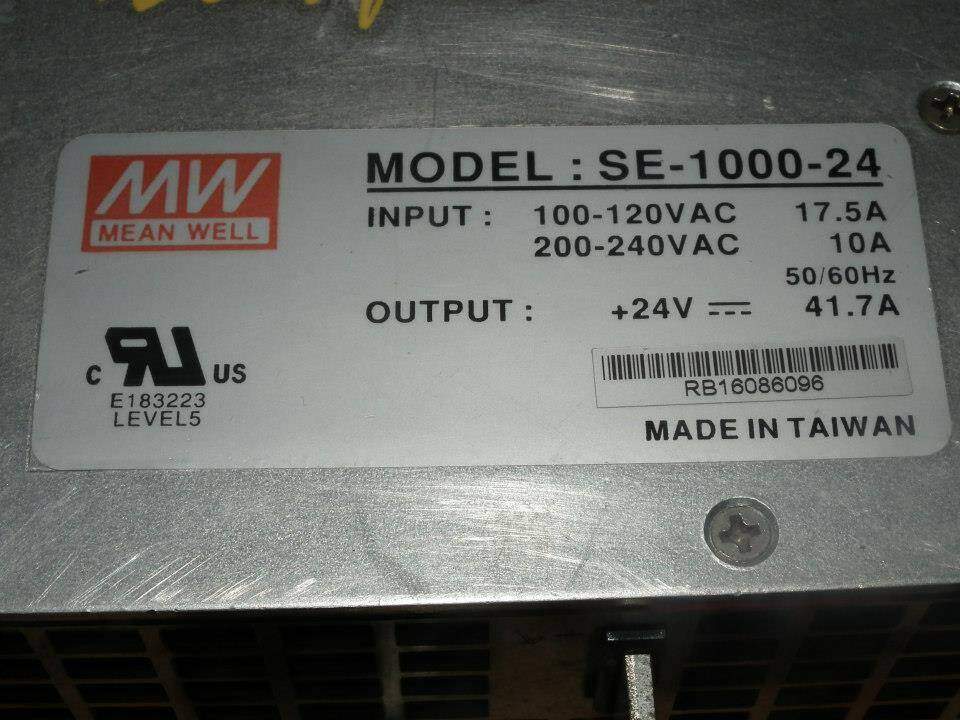 MW
MEAN WELL
MODEL : SE-1000-24
INPUT : 100-120VAC 17.5A
200-240VAC 10A
50/60Hz
OUTPUT : +24V 41.7A
C RU US
E183223
LEVEL5
RB16086096
MADE IN TAIWAN